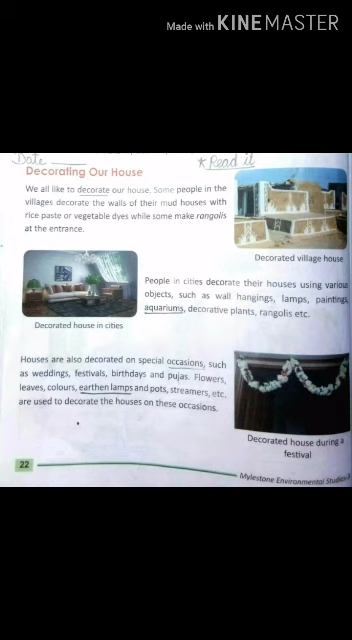 Made with KINEMASTER
Date
★ Read it
Decorating Our House
We all like to decorate our house. Some people in the
villages decorate the walls of their mud houses with
rice paste or vegetable dyes while some make rangolis
at the entrance.
Decorated village house
People in cities decorate their houses using various
objects, such as wall hangings, lamps, paintings,
aquariums, decorative plants, rangolis etc.
Decorated house in cities
Houses are also decorated on special occasions, such
as weddings, festivals, birthdays and pujas. Flowers,
leaves, colours, earthen lamps and pots, streamers, etc.
are used to decorate the houses on these occasions.
Decorated house during a
festival
22
Mylestone Environmental Studies